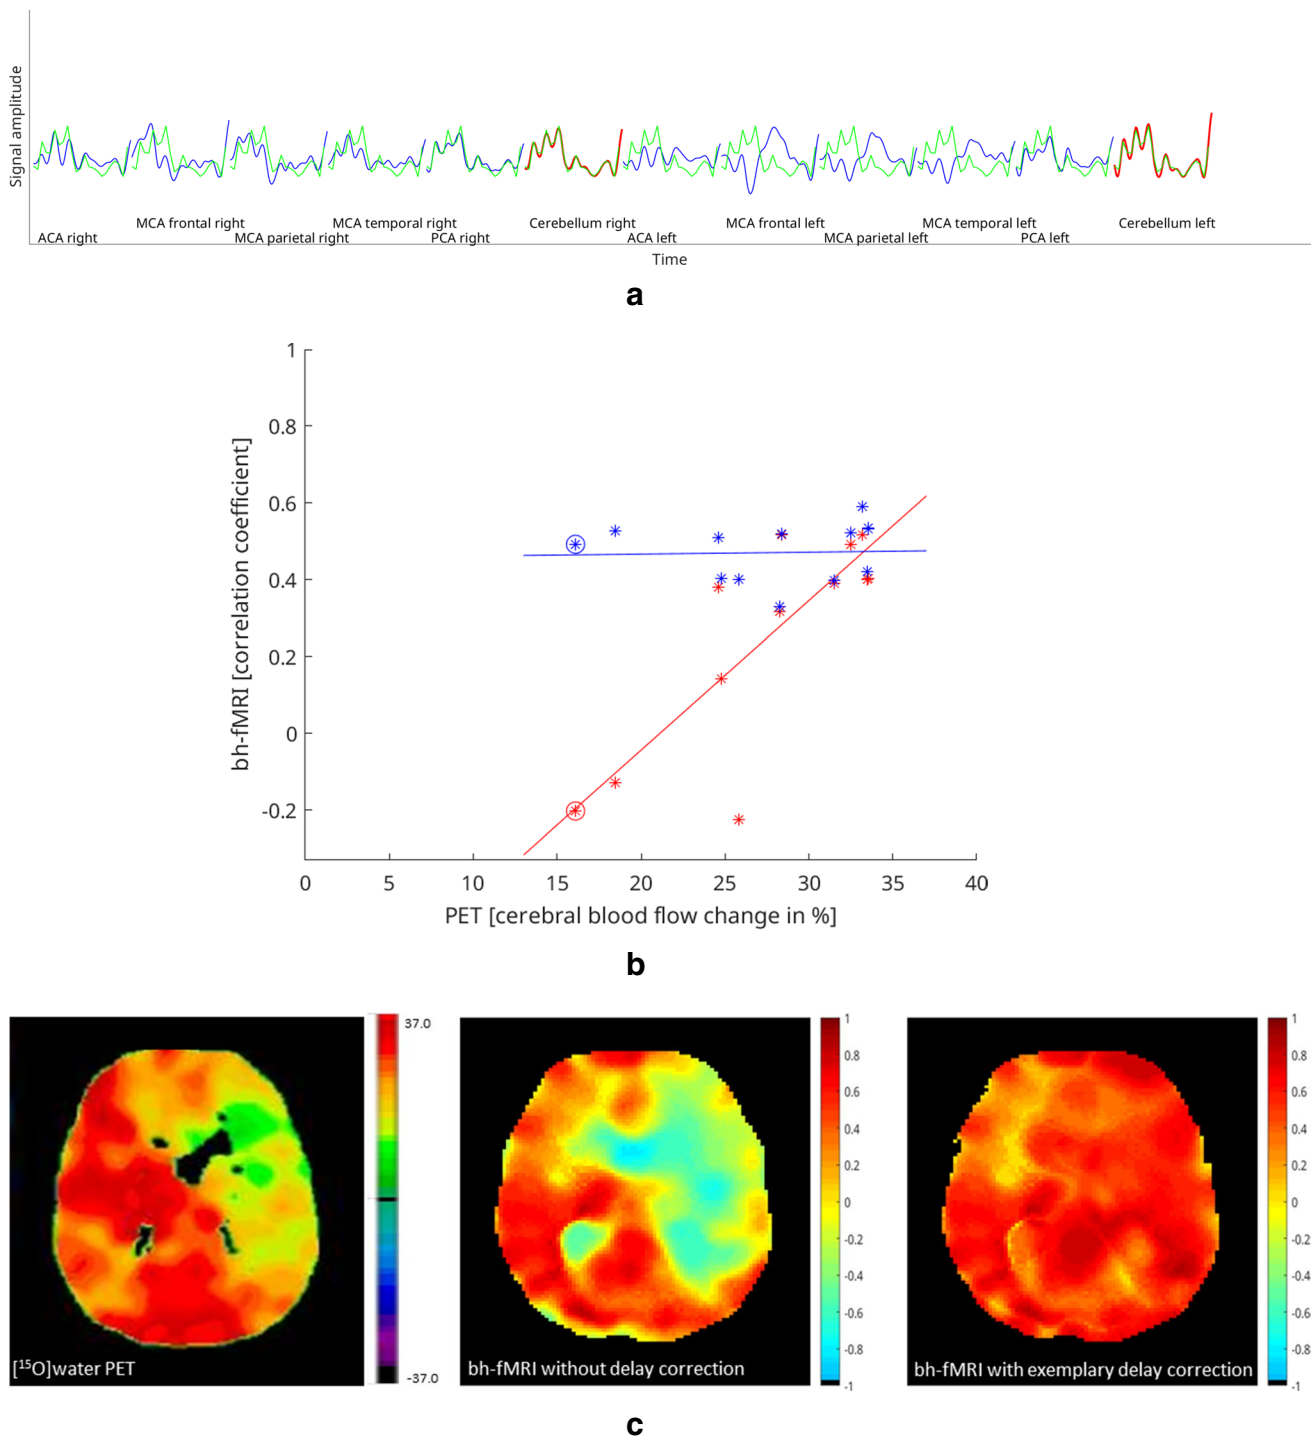 Signal amplitude
MCA frontal right
MCA temporal right
Cerebellum right
MCA frontal left
MCA temporal left
Cerebellum left
ACA right
MCA parietal right
PCA right
ACA left
MCA parietal left
PCA left
Time
a
bh-fMRI [correlation coefficient]
1
0.8
0.6
0.4
0.2
0
-0.2
0 5 10 15 20 25 30 35 40
PET [cerebral blood flow change in %]
b
37.0
-37.0
[¹⁵O]water PET
1
0.8
0.6
0.4
0.2
0
-0.2
-0.4
-0.6
-0.8
-1
bh-fMRI without delay correction
1
0.8
0.6
0.4
0.2
0
-0.2
-0.4
-0.6
-0.8
-1
bh-fMRI with exemplary delay correction
c